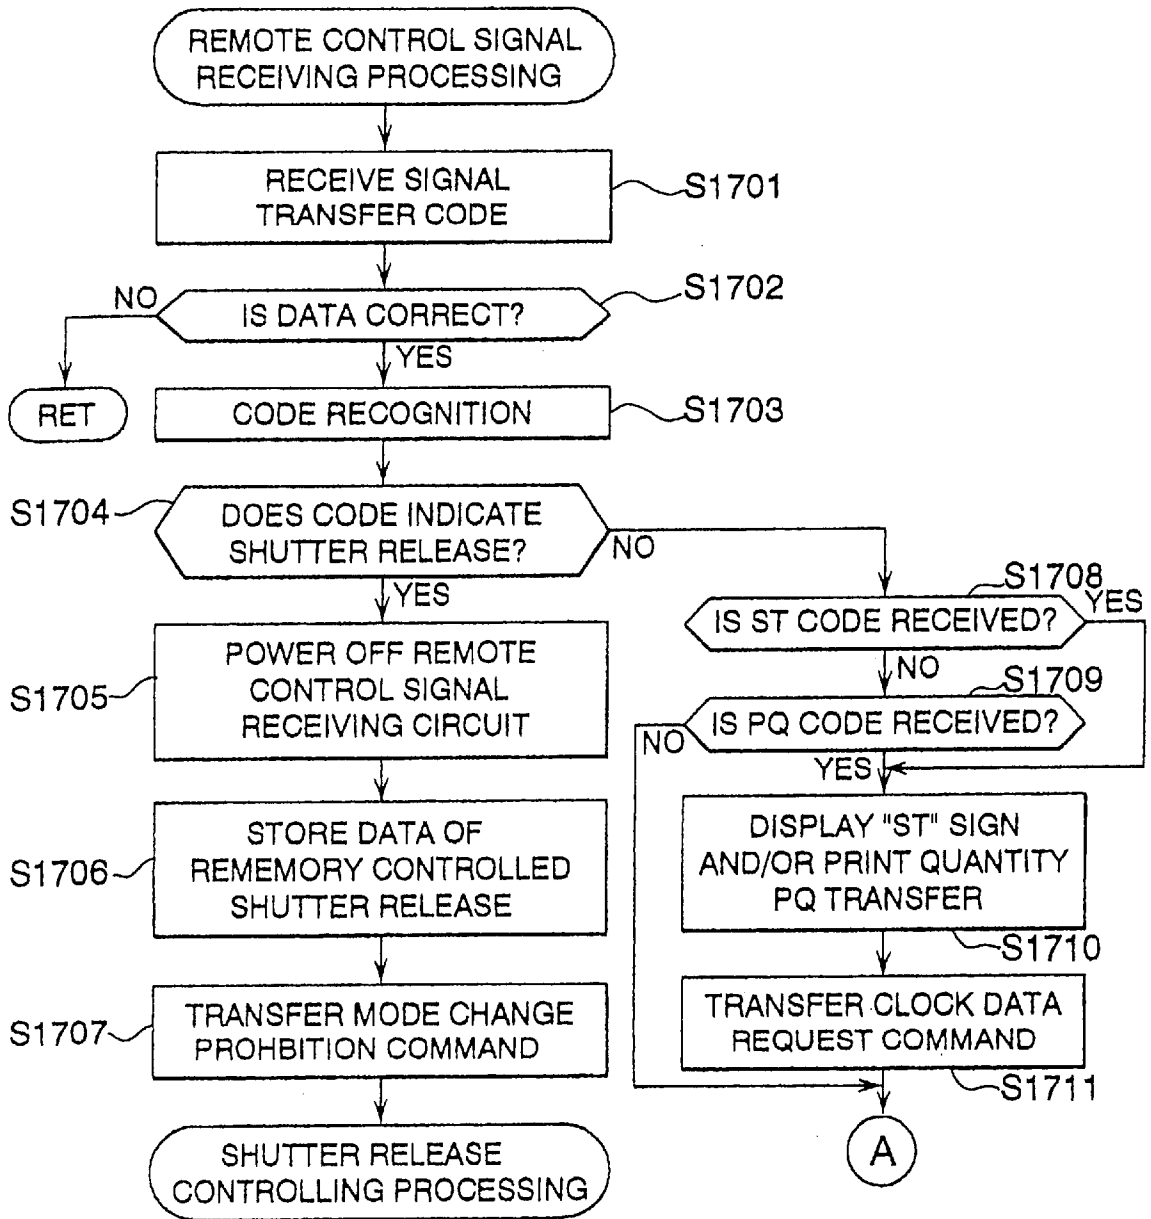 REMOTE CONTROL SIGNAL
RECEIVING PROCESSING
RECEIVE SIGNAL
TRANSFER CODE
S1701
IS DATA CORRECT?
S1702
NO
YES
RET
CODE RECOGNITION
S1703
S1704
DOES CODE INDICATE
SHUTTER RELEASE?
NO
YES
S1705
POWER OFF REMOTE
CONTROL SIGNAL
RECEIVING CIRCUIT
S1706
STORE DATA OF
REMEMORY CONTROLLED
SHUTTER RELEASE
S1707
TRANSFER MODE CHANGE
PROHBITION COMMAND
SHUTTER RELEASE
CONTROLLING PROCESSING
S1708
IS ST CODE RECEIVED?
YES
NO
S1709
IS PQ CODE RECEIVED?
NO
YES
DISPLAY "ST" SIGN
AND/OR PRINT QUANTITY
PQ TRANSFER
S1710
TRANSFER CLOCK DATA
REQUEST COMMAND
S1711
A